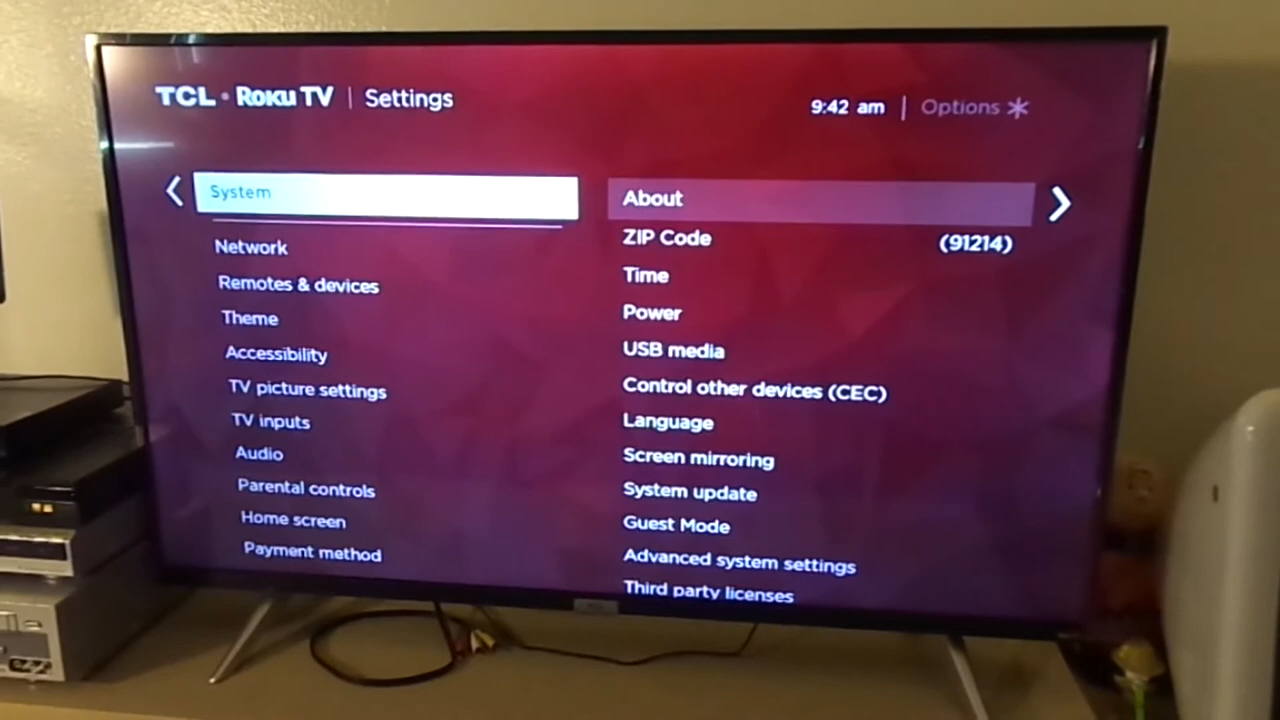 TCL • Roku TV | Settings
9:42 am | Options *
System
Network
Remotes & devices
Theme
Accessibility
TV picture settings
TV inputs
Audio
Parental controls
Home screen
Payment method
About
ZIP Code (91214)
Time
Power
USB media
Control other devices (CEC)
Language
Screen mirroring
System update
Guest Mode
Advanced system settings
Third party licenses